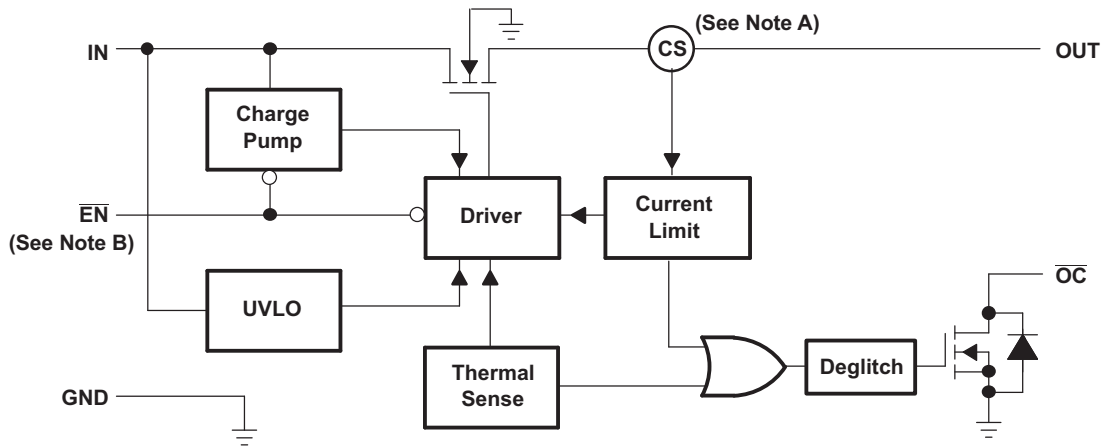 (See Note A)
IN
CS
OUT
Charge
Pump
EN
(See Note B)
Driver
Current
Limit
OC
UVLO
Thermal
Sense
Deglitch
GND